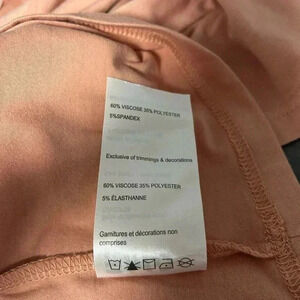 60% VISCOSE 35% POLYESTER
5%SPANDEX
Exclusive of trimmings & decorations
60% VISCOSE 35% POLYESTER
5% ÉLASTHANNE
Garnitures et décorations non
comprises